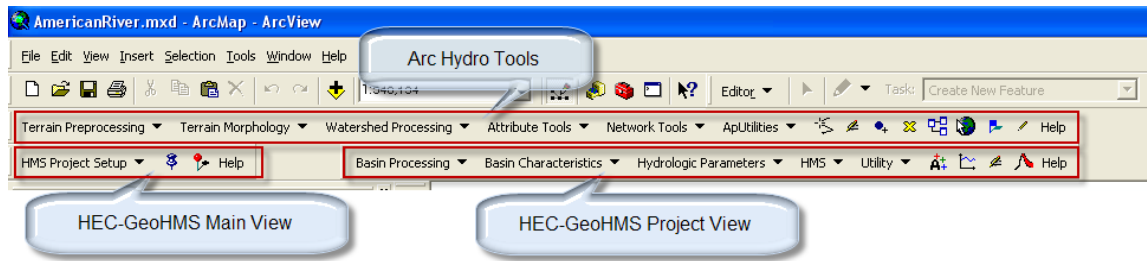 AmericanRiver.mxd - ArcMap - ArcView
File Edit View Insert Selection Tools Window Help
Arc Hydro Tools
Editor Task: Create New Feature
Terrain Preprocessing Terrain Morphology Watershed Processing Attribute Tools Network Tools ApUtilities Help
HMS Project Setup Help Basin Processing Basin Characteristics Hydrologic Parameters HMS Utility Help
HEC-GeoHMS Main View
HEC-GeoHMS Project View